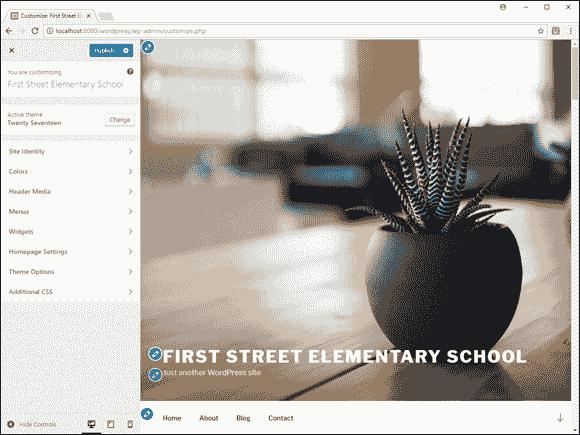 Customize: First Street E
localhost:8080/wordpress/wp-admin/customize.php
Publish
You are customizing
First Street Elementary School
Active theme
Twenty Seventeen
Change
Site Identity
Colors
Header Media
Menus
Widgets
Homepage Settings
Theme Options
Additional CSS
FIRST STREET ELEMENTARY SCHOOL
Just another WordPress site
Home About Blog Contact
Hide Controls